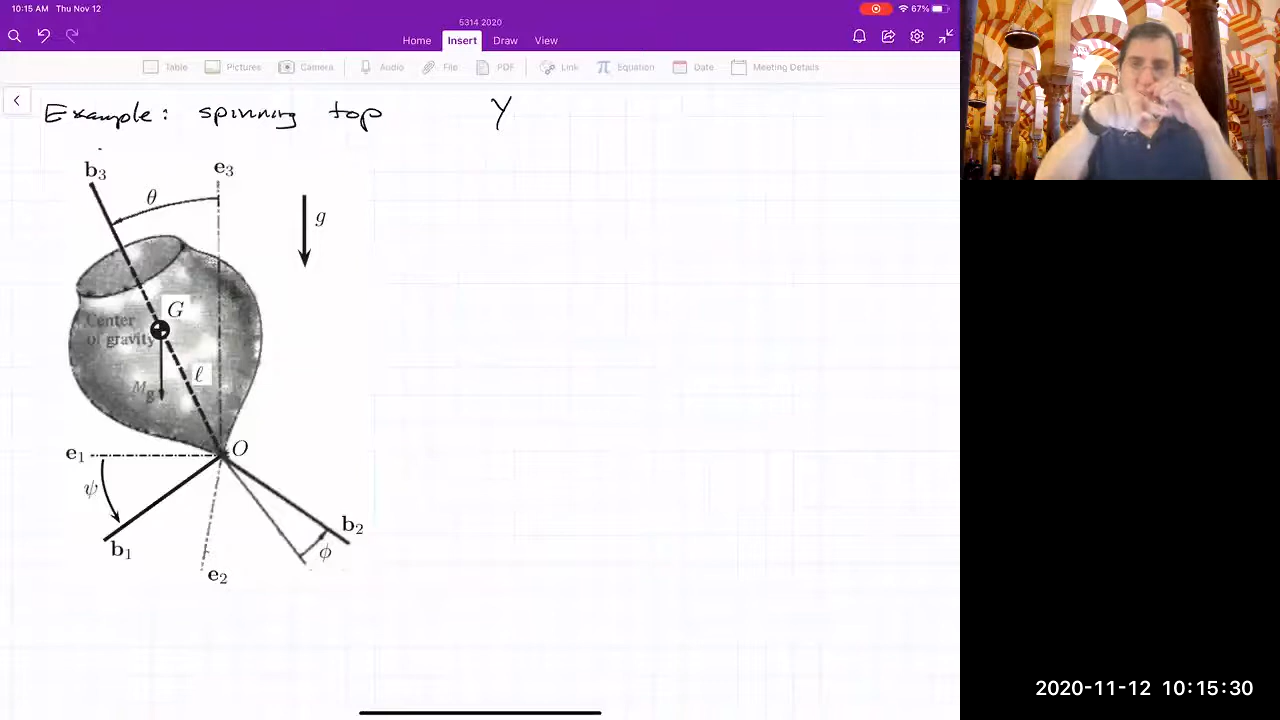 10:15 AM Thu Nov 12
67%
5314 2020
Home Insert Draw View
Table Pictures Camera Audio File PDF Link Equation Date Meeting Details
Example: spinning top Y
b3
e3
θ
g
G
Center
of gravity
ℓ
Mg
O
e1
ψ
b2
b1
ϕ
e2
2020-11-12 10:15:30